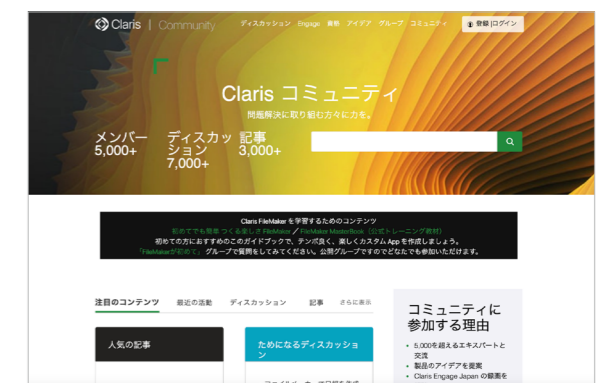 Claris | Community
ディスカッション Engage 業態 アイデア グループ コミュニティ
登録 |ログイン
Claris コミュニティ
問題解決に取り組む方々に力を。
メンバー
5,000+
ディスカッ
ション
7,000+
記事
3,000+
Claris FileMaker を学習するためのコンテンツ
初めてでも簡単 つくる楽しさ FileMaker / FileMaker MasterBook（公式トレーニング教材）
初めての方におすすめのこのガイドブックで、テンポ良く、楽しくカスタム App を作成しましょう。
「FileMakerが初めて」 グループで質問をしてみてください。公開グループですのでどなたでも参加いただけます。
注目のコンテンツ 最近の活動 ディスカッション 記事 さらに表示
人気の記事
ためになるディスカッショ
ン
コミュニティに
参加する理由
• 5,000を超えるエキスパートと
交流
• 製品のアイデアを提案
• Claris Engage Japan の録画を